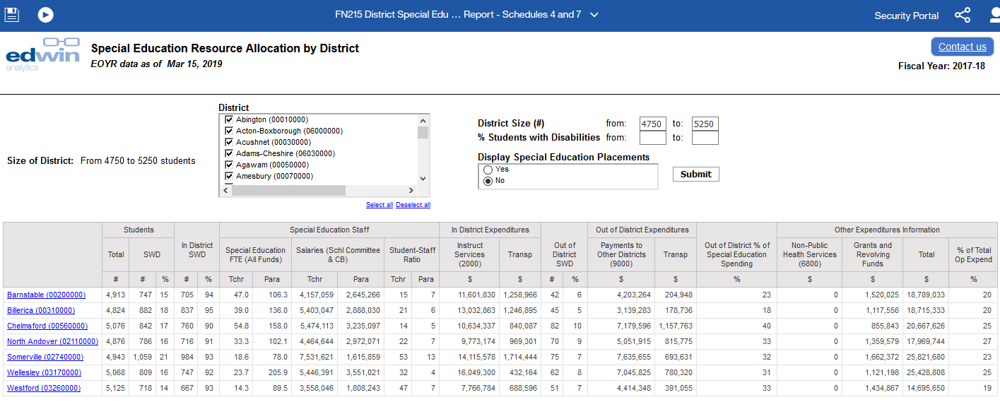 FN215 District Special Edu ... Report - Schedules 4 and 7
Security Portal
edwin
analytics
Special Education Resource Allocation by District
EOYR data as of Mar 15, 2019
Contact us
Fiscal Year: 2017-18
Size of District: From 4750 to 5250 students
District
Abington (00010000)
Acton-Boxborough (06000000)
Acushnet (00030000)
Adams-Cheshire (06030000)
Agawam (00050000)
Amesbury (00070000)
Select all Deselect all
District Size (#) from: 4750 to: 5250
% Students with Disabilities from: to:
Display Special Education Placements
Yes
No
Submit
Students In District SWD Special Education Staff In District Expenditures Out of District SWD Out of District Expenditures Out of District % of Special Education Spending Other Expenditures Information
Total SWD Special Education FTE (All Funds) Salaries (Schl Committee & CB) Student-Staff Ratio Instruct Services (2000) Transp Payments to Other Districts (9000) Transp Non-Public Health Services (6800) Grants and Revolving Funds Total % of Total Op Expend
# # % # % Tchr Para Tchr Para Tchr Para $ $ # % $ $ % $ $ $ %
Barnstable (00200000) 4,913 747 15 705 94 47.0 106.3 4,157,059 2,645,266 15 7 11,601,830 1,258,966 42 6 4,203,264 204,948 23 0 1,520,025 18,789,033 20
Billerica (00310000) 4,824 882 18 837 95 39.0 136.0 5,403,047 2,888,030 21 6 13,032,863 1,246,895 45 5 3,139,283 178,736 18 0 1,117,556 18,715,333 20
Chelmsford (00560000) 5,076 842 17 760 90 54.8 158.0 5,474,113 3,235,097 14 5 10,634,337 840,087 82 10 7,179,596 1,157,763 40 0 855,843 20,667,626 25
North Andover (02110000) 4,876 786 16 716 91 33.3 102.1 4,464,644 2,972,071 22 7 9,773,174 969,301 70 9 5,051,915 815,775 33 0 1,359,579 17,969,744 27
Somerville (02740000) 4,943 1,059 21 984 93 18.6 78.0 7,531,621 1,615,859 53 13 14,115,578 1,714,444 75 7 7,635,655 693,631 32 0 1,662,372 25,821,680 23
Wellesley (03170000) 5,068 809 16 747 92 23.7 205.9 5,446,391 3,551,021 32 4 16,049,300 432,164 62 8 7,045,825 780,320 31 0 1,121,198 25,428,808 25
Westford (03260000) 5,125 718 14 667 93 14.3 89.5 3,558,046 1,808,243 47 7 7,766,784 688,596 51 7 4,414,348 391,055 33 0 1,434,867 14,695,650 19